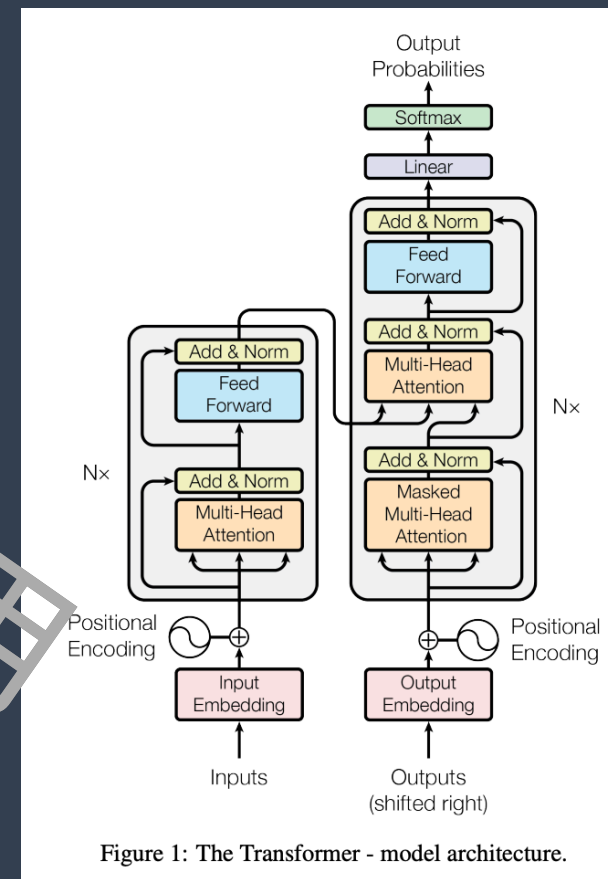 Output
Probabilities
Softmax
Linear
Add & Norm
Feed
Forward
Add & Norm
Multi-Head
Attention
Add & Norm
Masked
Multi-Head
Attention
Nx
Add & Norm
Feed
Forward
Add & Norm
Multi-Head
Attention
N×
Positional
Encoding
Positional
Encoding
Input
Embedding
Output
Embedding
Inputs
Outputs
(shifted right)
Figure 1: The Transformer - model architecture.